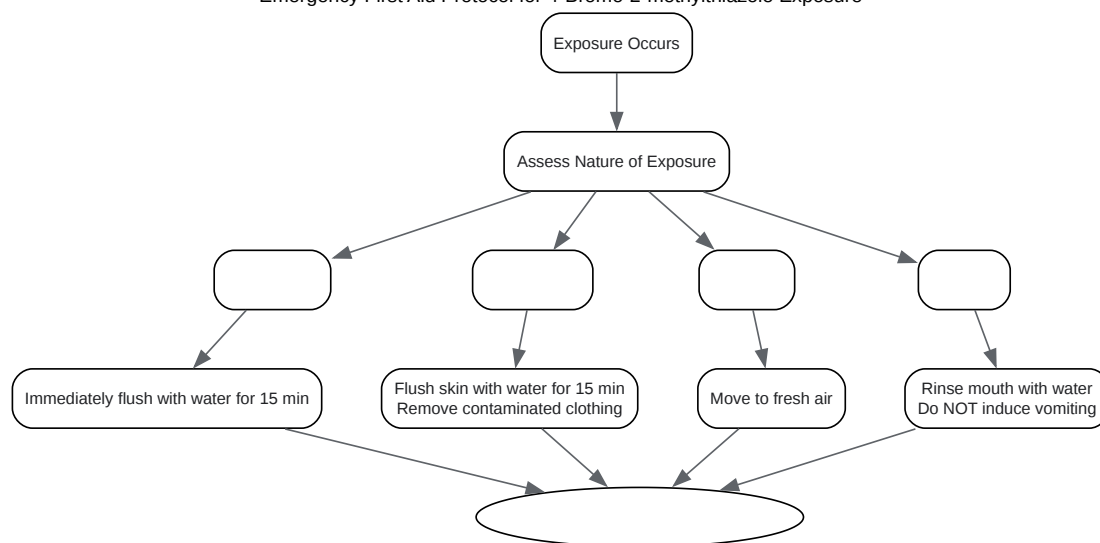 Emergency First Aid Protocol for 4-Bromo-2-methylthiazole Exposure
Exposure Occurs
Assess Nature of Exposure
Immediately flush with water for 15 min
Flush skin with water for 15 min
Remove contaminated clothing
Move to fresh air
Rinse mouth with water
Do NOT induce vomiting